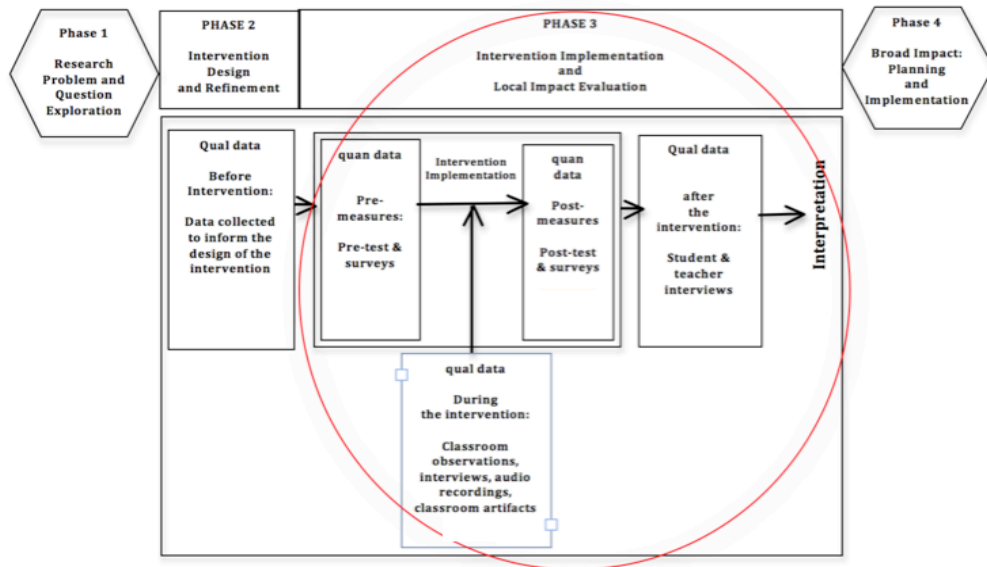 Phase 1
Research
Problem and
Question
Exploration
PHASE 2
Intervention
Design
and Refinement
PHASE 3
Intervention Implementation
and
Local Impact Evaluation
Phase 4
Broad Impact:
Planning
and
Implementation
Qual data
Before
Intervention:
Data collected
to inform the
design of the
intervention
quan data
Pre-
measures:
Pre-test &
surveys
Intervention
Implementation
quan
data
Post-
measures
Post-test
& surveys
Qual data
after
the
intervention:
Student &
teacher
interviews
Interpretation
qual data
During
the intervention:
Classroom
observations,
interviews, audio
recordings,
classroom artifacts